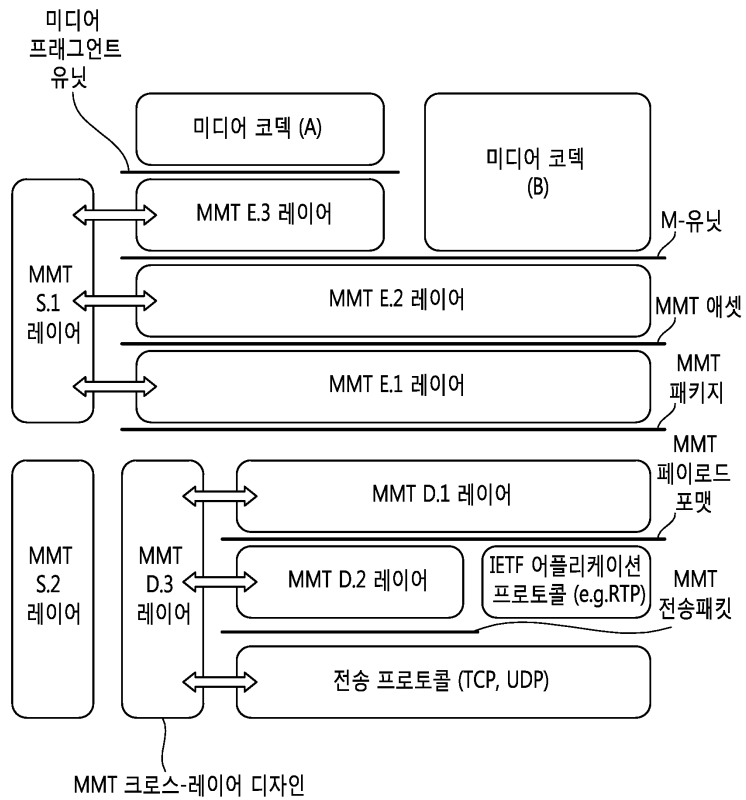 미디어
프래그언트
유닛
미디어 코덱 (A)
미디어 코덱
(B)
MMT E.3 레이어
M-유닛
MMT
S.1
레이어
MMT E.2 레이어
MMT 애셋
MMT E.1 레이어
MMT
패키지
MMT
페이로드
포맷
MMT D.1 레이어
MMT
S.2
레이어
MMT
D.3
레이어
MMT D.2 레이어
IETF 어플리케이션
프로토콜 (e.g.RTP)
MMT
전송패킷
전송 프로토콜 (TCP, UDP)
MMT 크로스-레이어 디자인